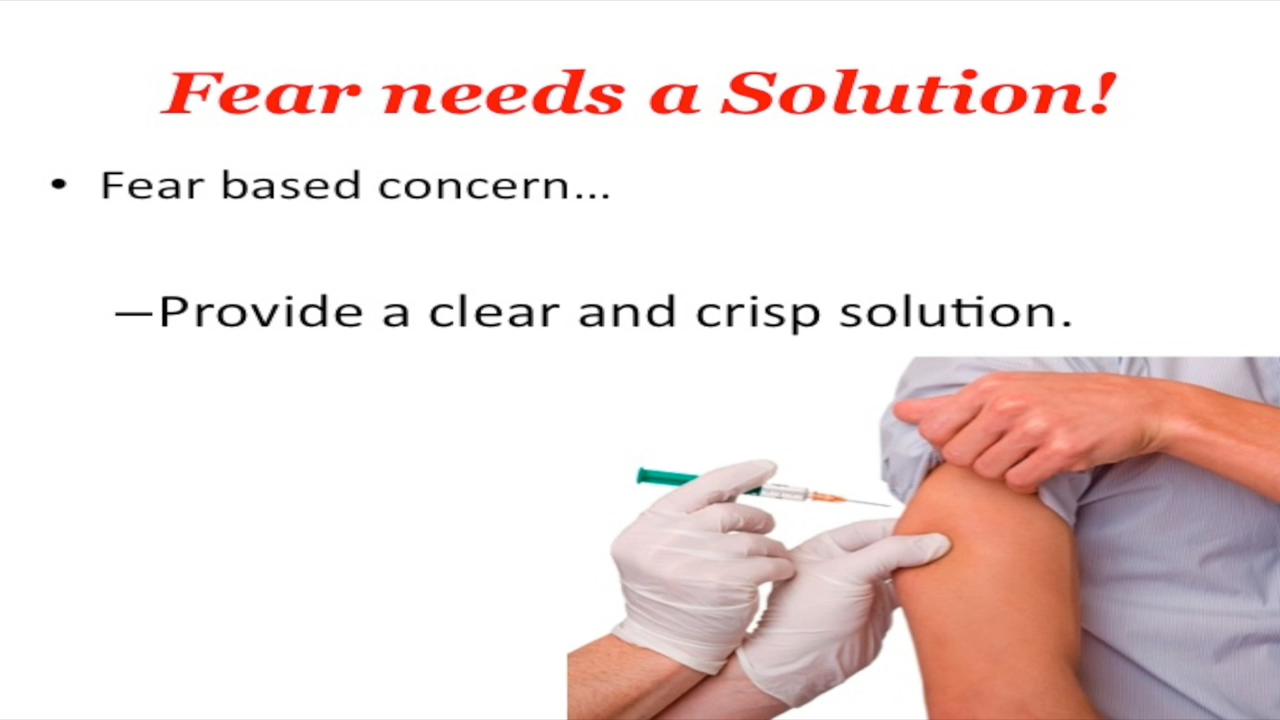 Fear needs a Solution!
• Fear based concern...
–Provide a clear and crisp solution.